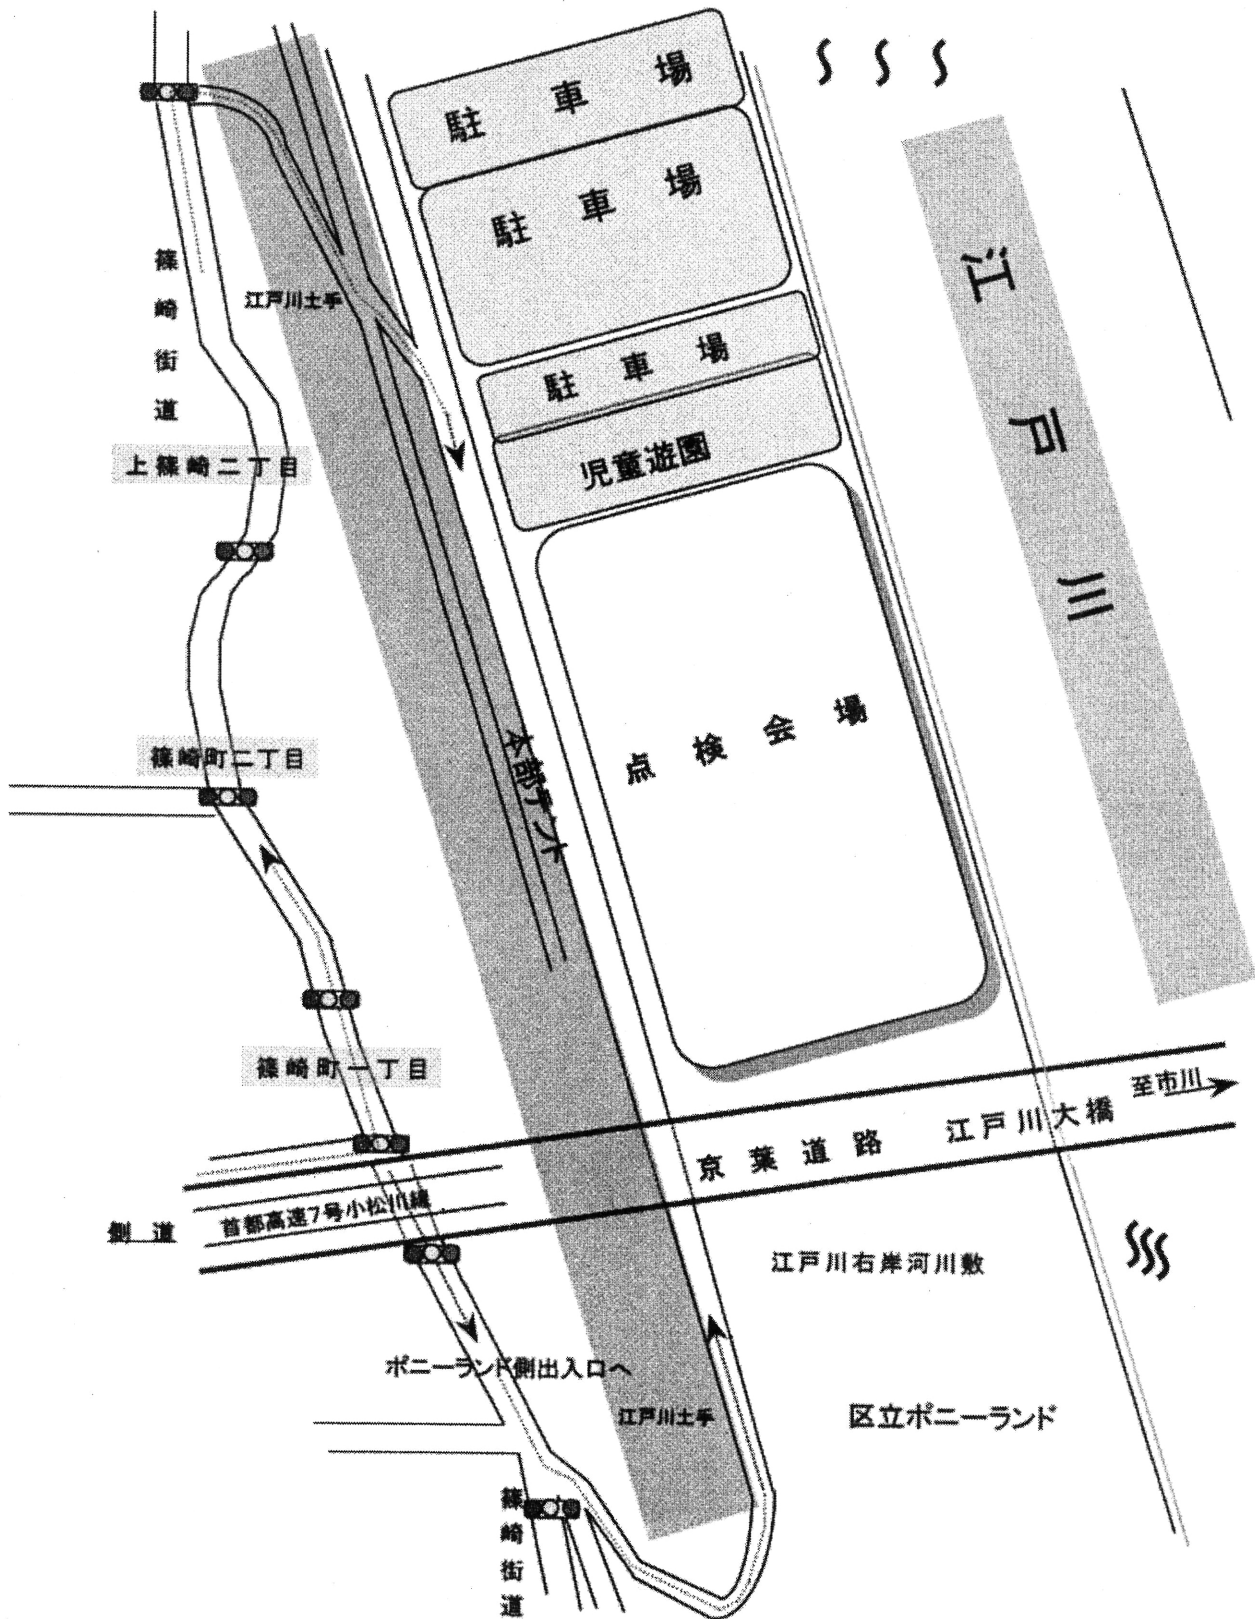 駐車場
駐車場
篠崎街道
江戸川土手
江戸川
駐車場
上篠崎二丁目
児童遊園
点検会場
本部テント
篠崎町二丁目
篠崎町一丁目
至市川
京葉道路 江戸川大橋
側道
首都高速7号小松川線
江戸川右岸河川敷
ポニーランド側出入口へ
江戸川土手
区立ポニーランド
篠崎街道